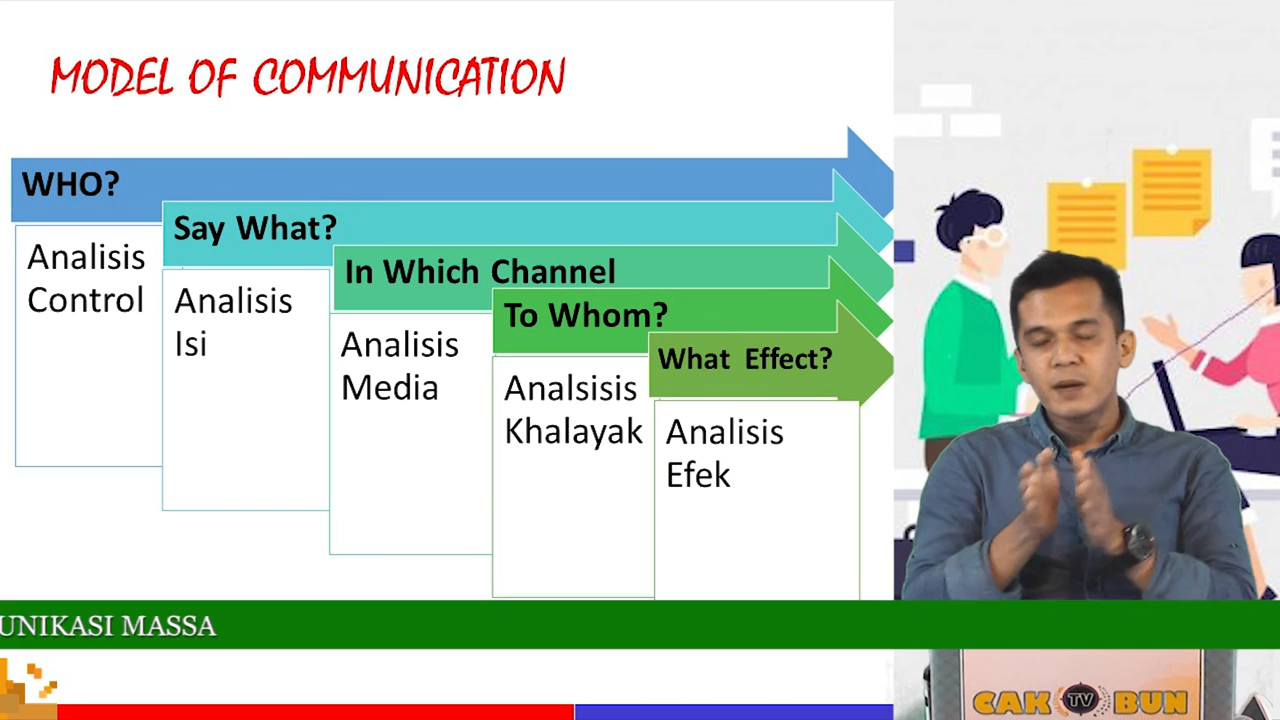 MODEL OF COMMUNICATION
WHO?
Analisis
Control
Say What?
Analisis
Isi
In Which Channel
Analisis
Media
To Whom?
Analsisis
Khalayak
What Effect?
Analisis
Efek
UNIKASI MASSA
CAK TV BUN